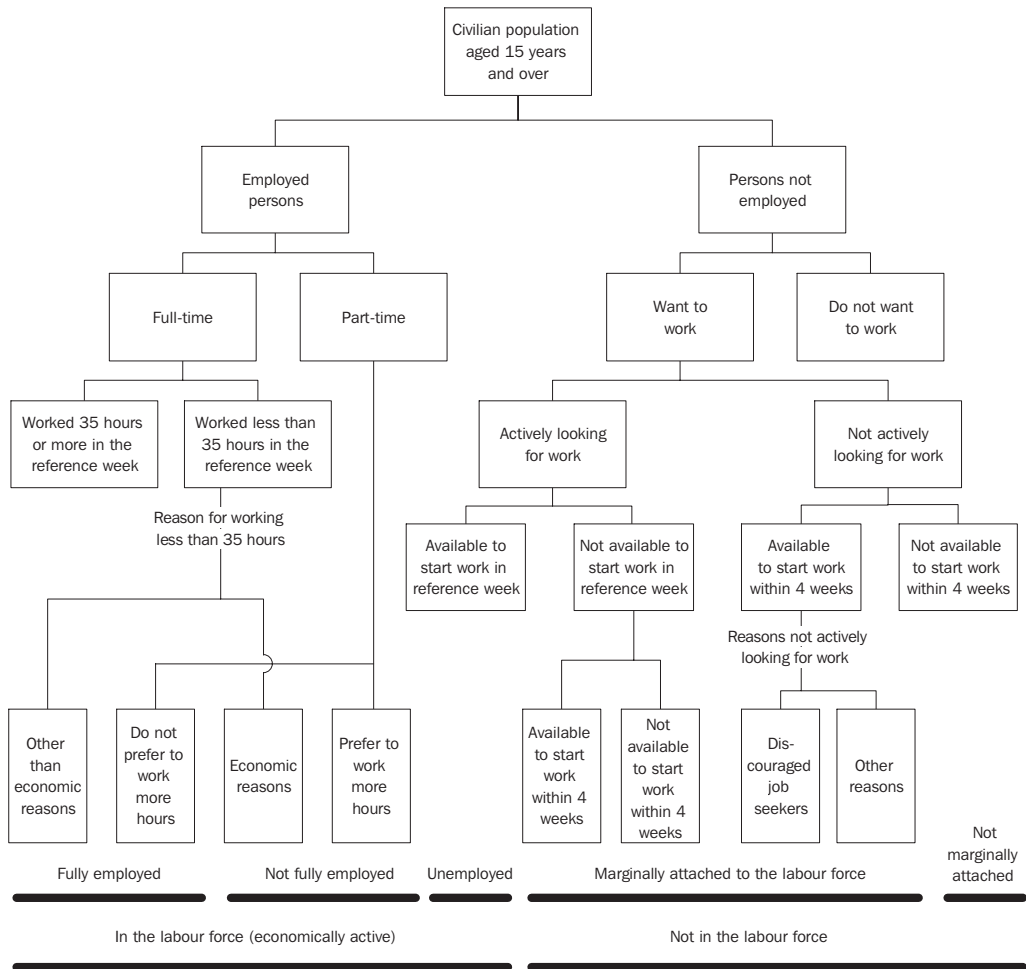 Civilian population
aged 15 years
and over
Employed
persons
Persons not
employed
Full-time
Part-time
Want to
work
Do not want
to work
Worked 35 hours
or more in the
reference week
Worked less than
35 hours in the
reference week
Actively looking
for work
Not actively
looking for work
Reason for working
less than 35 hours
Available to
start work in
reference week
Not available to
start work in
reference week
Available
to start work
within 4 weeks
Not available
to start work
within 4 weeks
Reasons not actively
looking for work
Other
than
economic
reasons
Do not
prefer to
work
more
hours
Economic
reasons
Prefer to
work
more
hours
Available
to start
work
within 4
weeks
Not
available
to start
work
within 4
weeks
Dis-
couraged
job
seekers
Other
reasons
Fully employed
Not fully employed
Unemployed
Marginally attached to the labour force
Not
marginally
attached
In the labour force (economically active)
Not in the labour force